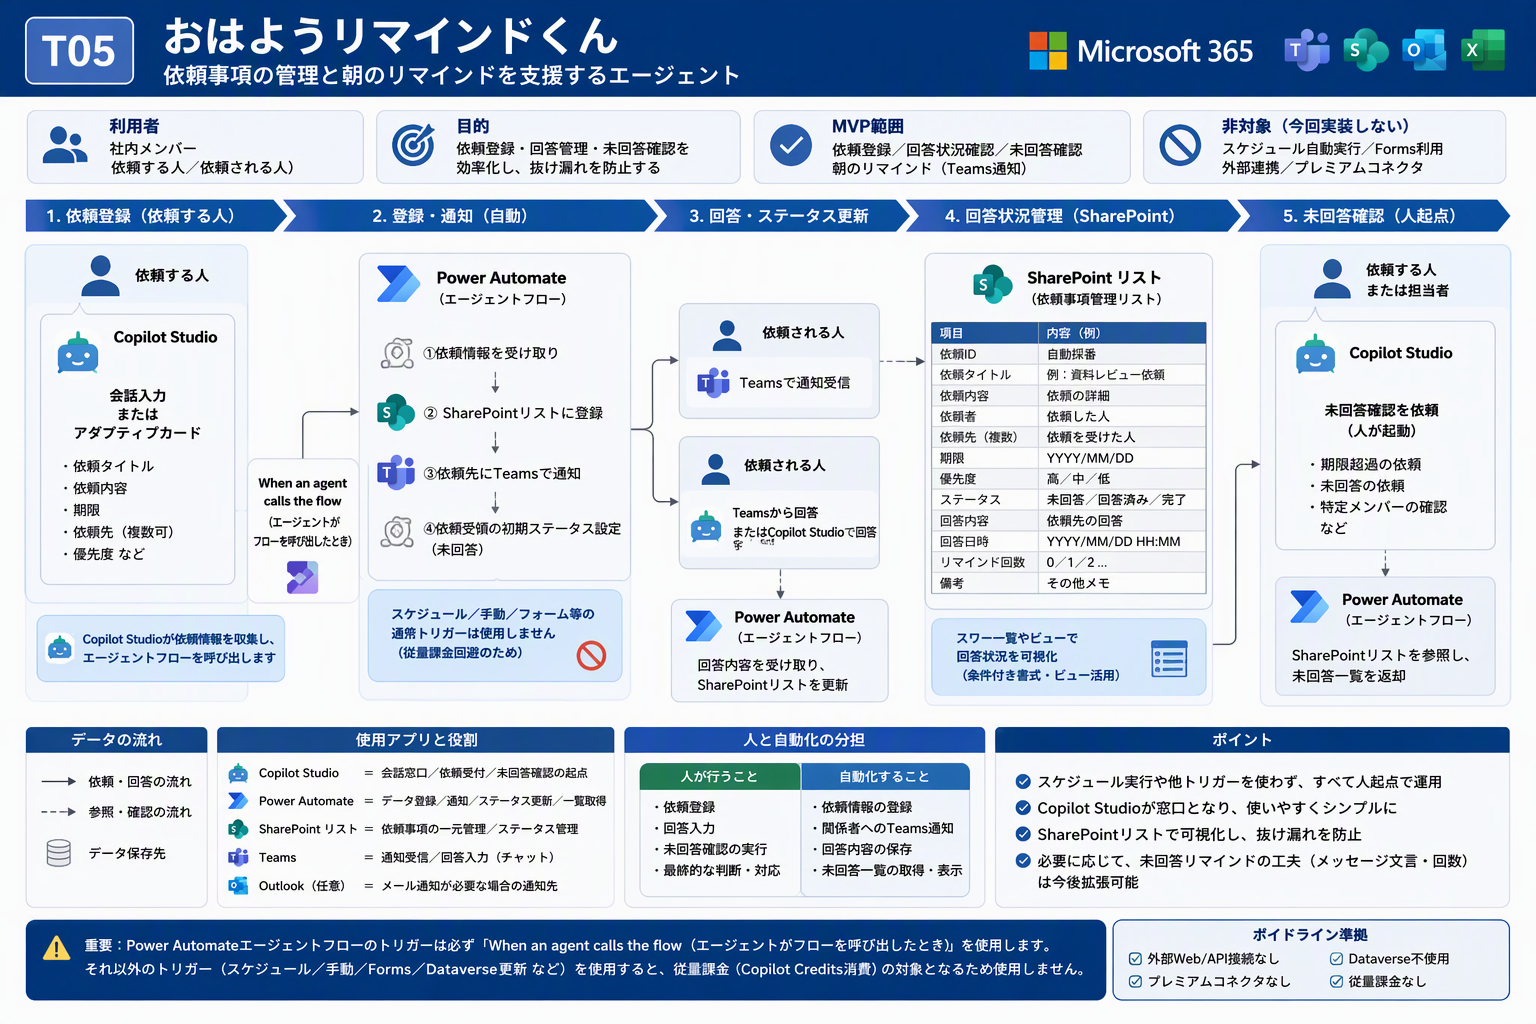 T05
おはようリマインドくん
依頼事項の管理と朝のリマインドを支援するエージェント
Microsoft 365
利用者
社内メンバー
依頼する人／依頼される人）
目的
依頼登録・回答管理・未回答確認を
効率化し、抜け漏れを防止する
MVP範囲
依頼登録／回答状況確認／未回答確認
朝のリマインド（Teams通知）
非対象（今回実装しない）
スケジュール自動実行／Forms利用
外部連携／プレミアムコネクタ
1. 依頼登録（依頼する人）
2. 登録・通知（自動）
3. 回答・ステータス更新
4. 回答状況管理（SharePoint）
5. 未回答確認（人起点）
依頼する人
Copilot Studio
会話入力
または
アダプティブカード
・依頼タイトル
・依頼内容
・期限
・依頼先（複数可）
・優先度 など
Copilot Studioが依頼情報を収集し、
エージェントフローを呼び出します
When an agent
calls the flow
（エージェントが
フローを呼び出したとき）
Power Automate
（エージェントフロー）
①依頼情報を受け取り
② SharePointリストに登録
③依頼先にTeamsで通知
④依頼受領の初期ステータス設定
（未回答）
スケジュール／手動／フォーム等の
通常トリガーは使用しません
（従量課金回避のため）
依頼される人
Teamsで通知受信
依頼される人
Teamsから回答
またはCopilot Studioで回答
Power Automate
（エージェントフロー）
回答内容を受け取り、
SharePointリストを更新
SharePoint リスト
（依頼事項管理リスト）
項目 内容（例）
依頼ID 自動採番
依頼タイトル 例：資料レビュー依頼
依頼内容 依頼の詳細
依頼者 依頼した人
依頼先（複数） 依頼を受けた人
期限 YYYY/MM/DD
優先度 高／中／低
ステータス 未回答／回答済み／完了
回答内容 依頼先の回答
回答日時 YYYY/MM/DD HH:MM
リマインド回数 0／1／2 ...
備考 その他メモ
スワー一覧やビューで
回答状況を可視化
（条件付き書式・ビュー活用）
依頼する人
または担当者
Copilot Studio
未回答確認を依頼
（人が起動）
・期限超過の依頼
・未回答の依頼
・特定メンバーの確認
など
Power Automate
（エージェントフロー）
SharePointリストを参照し、
未回答一覧を返却
データの流れ
依頼・回答の流れ
参照・確認の流れ
データ保存先
使用アプリと役割
Copilot Studio ＝ 会話窓口／依頼受付／未回答確認の起点
Power Automate ＝ データ登録／通知／ステータス更新／一覧取得
SharePoint リスト ＝ 依頼事項の一元管理／ステータス管理
Teams ＝ 通知受信／回答入力（チャット）
Outlook（任意） ＝ メール通知が必要な場合の通知先
人と自動化の分担
人が行うこと
・依頼登録
・回答入力
・未回答確認の実行
・最終的な判断・対応
自動化すること
・依頼情報の登録
・関係者へのTeams通知
・回答内容の保存
・未回答一覧の取得・表示
ポイント
スケジュール実行や他トリガーを使わず、すべて人起点で運用
Copilot Studioが窓口となり、使いやすくシンプルに
SharePointリストで可視化し、抜け漏れを防止
必要に応じて、未回答リマインドの工夫（メッセージ文言・回数）
は今後拡張可能
重要：Power Automateエージェントフローのトリガーは必ず「When an agent calls the flow（エージェントがフローを呼び出したとき）」を使用します。
それ以外のトリガー（スケジュール／手動／Forms／Dataverse更新 など）を使用すると、従量課金（Copilot Credits消費）の対象となるため使用しません。
ボイドライン準拠
外部Web/API接続なし
Dataverse不使用
プレミアムコネクタなし
従量課金なし